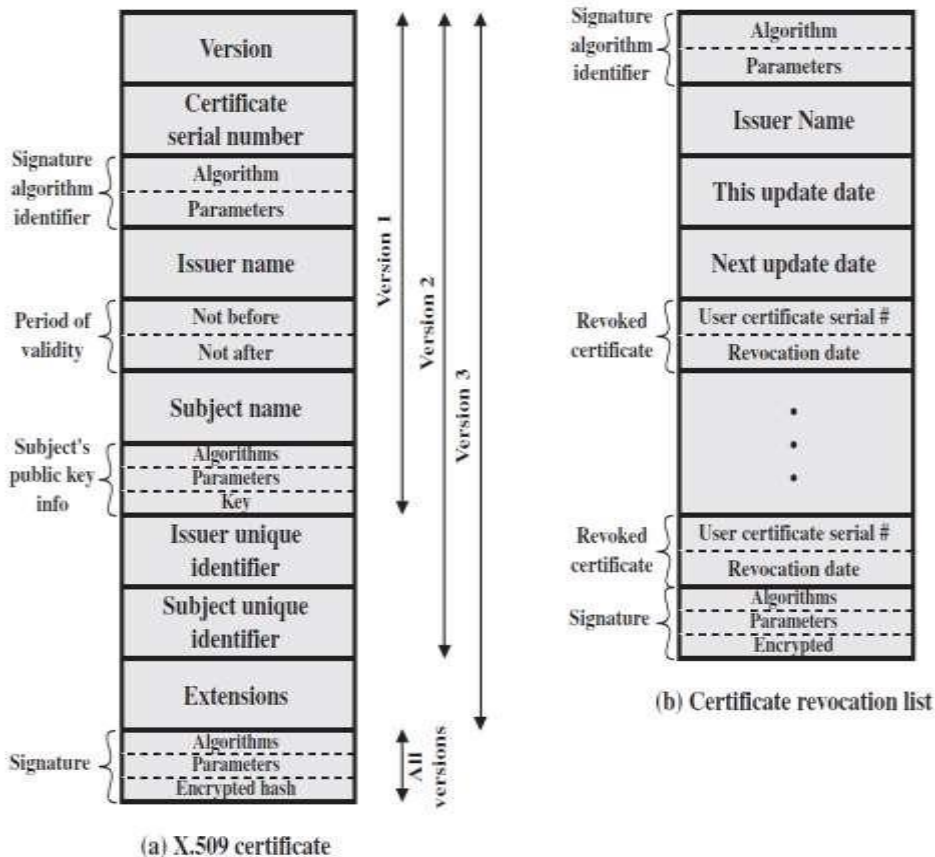 Version
Certificate
serial number
Signature
algorithm
identifier
Algorithm
Parameters
Issuer name
Period of
validity
Not before
Not after
Subject name
Subject's
public key
info
Algorithms
Parameters
Key
Issuer unique
identifier
Subject unique
identifier
Extensions
Signature
Algorithms
Parameters
Encrypted hash
Version 1
Version 2
Version 3
All
versions
(a) X.509 certificate
Signature
algorithm
identifier
Algorithm
Parameters
Issuer Name
This update date
Next update date
Revoked
certificate
User certificate serial #
Revocation date
Revoked
certificate
User certificate serial #
Revocation date
Signature
Algorithms
Parameters
Encrypted
(b) Certificate revocation list